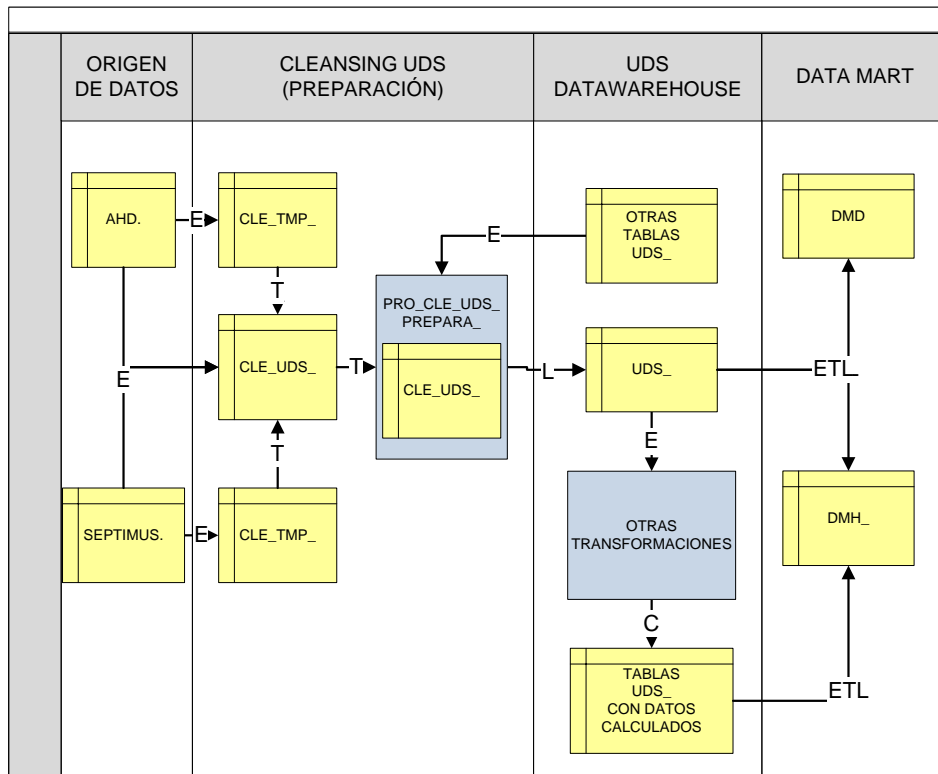 ORIGEN
DE DATOS
CLEANSING UDS
(PREPARACIÓN)
UDS
DATAWAREHOUSE
DATA MART
AHD.
E
CLE_TMP_
E
OTRAS
TABLAS
UDS_
DMD
T
PRO_CLE_UDS_
PREPARA_
E
CLE_UDS_
T
CLE_UDS_
L
UDS_
ETL
T
E
SEPTIMUS.
E
CLE_TMP_
OTRAS
TRANSFORMACIONES
DMH_
C
TABLAS
UDS_
CON DATOS
CALCULADOS
ETL